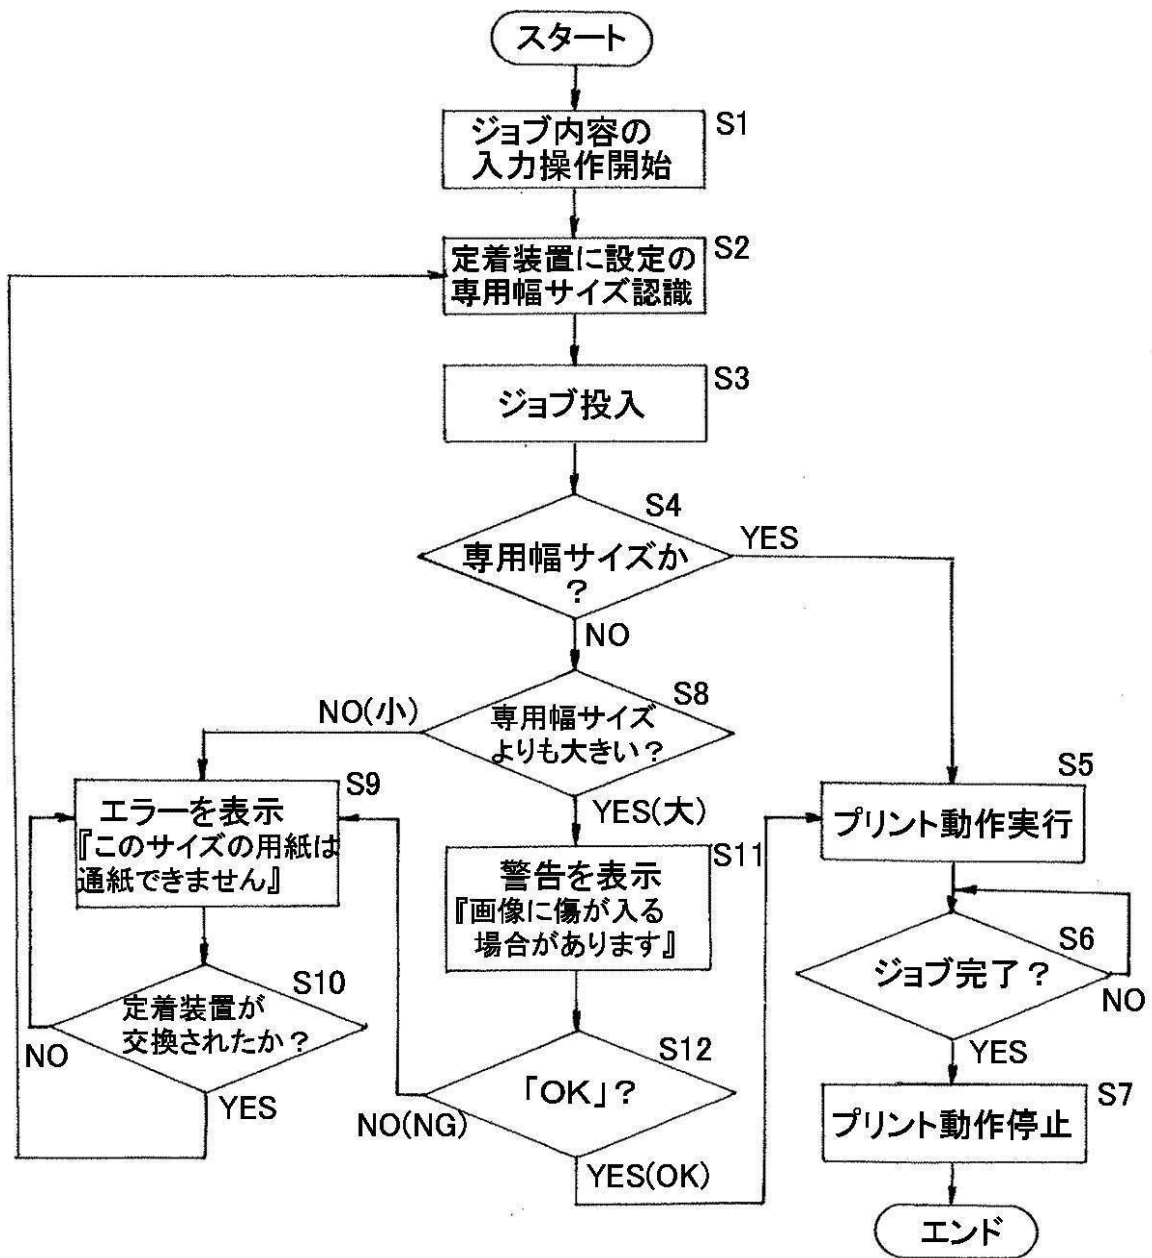 スタート
S1
ジョブ内容の
入力操作開始
S2
定着装置に設定の
専用幅サイズ認識
S3
ジョブ投入
S4
専用幅サイズか
？
YES
NO
S8
専用幅サイズ
よりも大きい？
NO(小)
YES(大)
S9
エラーを表示
『このサイズの用紙は
通紙できません』
S10
定着装置が
交換されたか？
NO
YES
S11
警告を表示
『画像に傷が入る
場合があります』
S12
「OK」？
NO(NG)
YES(OK)
S5
プリント動作実行
S6
ジョブ完了？
NO
YES
S7
プリント動作停止
エンド